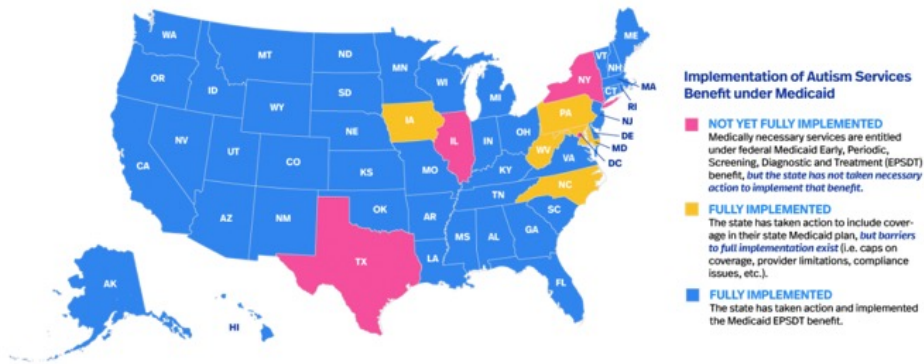 WA
OR
CA
NV
ID
MT
WY
UT
AZ
CO
NM
ND
SD
NE
KS
OK
TX
MN
IA
MO
AR
LA
WI
IL
MI
IN
OH
KY
TN
MS
AL
GA
FL
SC
NC
VA
WV
PA
NY
VT
NH
ME
MA
CT
RI
NJ
DE
MD
DC
AK
HI
Implementation of Autism Services
Benefit under Medicaid
NOT YET FULLY IMPLEMENTED
Medically necessary services are entitled
under federal Medicaid Early, Periodic,
Screening, Diagnostic and Treatment (EPSDT)
benefit, but the state has not taken necessary
action to implement that benefit.
FULLY IMPLEMENTED
The state has taken action to include cover-
age in their state Medicaid plan, but barriers
to full implementation exist (i.e. caps on
coverage, provider limitations, compliance
issues, etc.).
FULLY IMPLEMENTED
The state has taken action and implemented
the Medicaid EPSDT benefit.